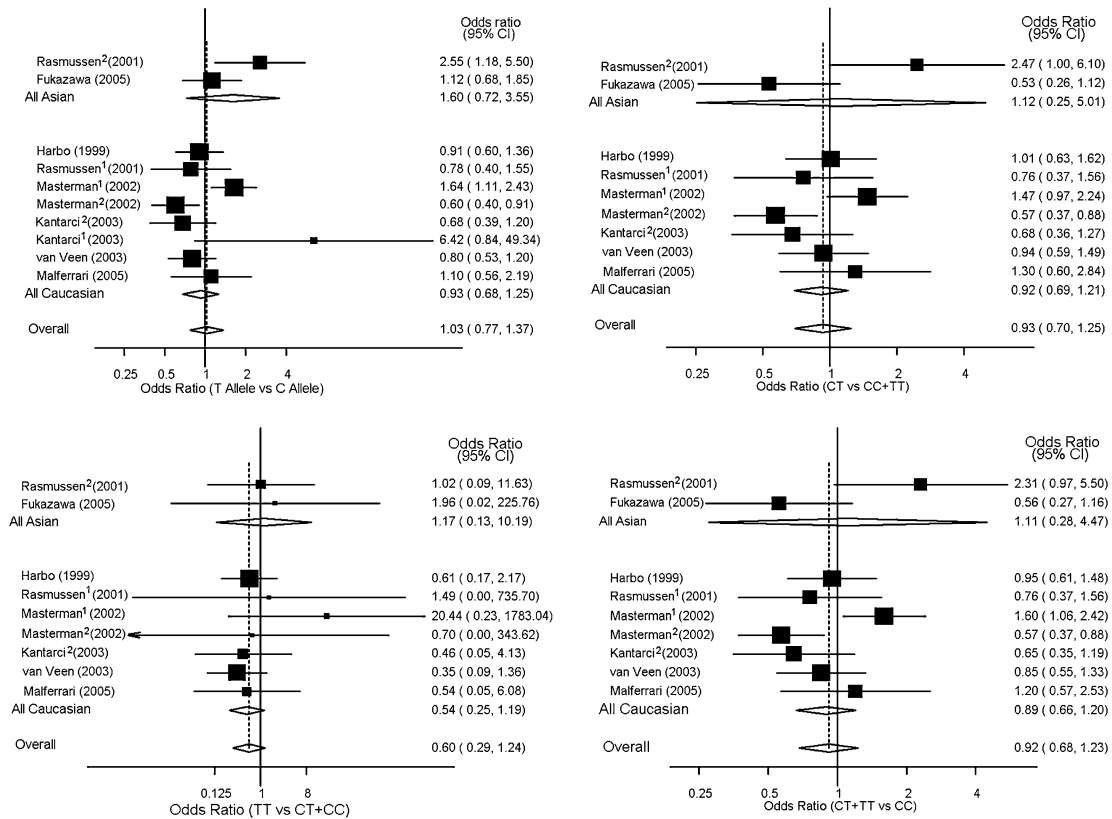 Odds ratio
(95% CI)
Rasmussen²(2001) 2.55 ( 1.18, 5.50)
Fukazawa (2005) 1.12 ( 0.68, 1.85)
All Asian 1.60 ( 0.72, 3.55)
Harbo (1999) 0.91 ( 0.60, 1.36)
Rasmussen¹(2001) 0.78 ( 0.40, 1.55)
Masterman¹(2002) 1.64 ( 1.11, 2.43)
Masterman²(2002) 0.60 ( 0.40, 0.91)
Kantarci²(2003) 0.68 ( 0.39, 1.20)
Kantarci¹(2003) 6.42 ( 0.84, 49.34)
van Veen (2003) 0.80 ( 0.53, 1.20)
Malferrari (2005) 1.10 ( 0.56, 2.19)
All Caucasian 0.93 ( 0.68, 1.25)
Overall 1.03 ( 0.77, 1.37)
0.25 0.5 1 2 4
Odds Ratio (T Allele vs C Allele)
Odds Ratio
(95% CI)
Rasmussen²(2001) 2.47 ( 1.00, 6.10)
Fukazawa (2005) 0.53 ( 0.26, 1.12)
All Asian 1.12 ( 0.25, 5.01)
Harbo (1999) 1.01 ( 0.63, 1.62)
Rasmussen¹(2001) 0.76 ( 0.37, 1.56)
Masterman¹(2002) 1.47 ( 0.97, 2.24)
Masterman²(2002) 0.57 ( 0.37, 0.88)
Kantarci²(2003) 0.68 ( 0.36, 1.27)
van Veen (2003) 0.94 ( 0.59, 1.49)
Malferrari (2005) 1.30 ( 0.60, 2.84)
All Caucasian 0.92 ( 0.69, 1.21)
Overall 0.93 ( 0.70, 1.25)
0.25 0.5 1 2 4
Odds Ratio (CT vs CC+TT)
Odds Ratio
(95% CI)
Rasmussen²(2001) 1.02 ( 0.09, 11.63)
Fukazawa (2005) 1.96 ( 0.02, 225.76)
All Asian 1.17 ( 0.13, 10.19)
Harbo (1999) 0.61 ( 0.17, 2.17)
Rasmussen¹(2001) 1.49 ( 0.00, 735.70)
Masterman¹(2002) 20.44 ( 0.23, 1783.04)
Masterman²(2002) 0.70 ( 0.00, 343.62)
Kantarci²(2003) 0.46 ( 0.05, 4.13)
van Veen (2003) 0.35 ( 0.09, 1.36)
Malferrari (2005) 0.54 ( 0.05, 6.08)
All Caucasian 0.54 ( 0.25, 1.19)
Overall 0.60 ( 0.29, 1.24)
0.125 1 8
Odds Ratio (TT vs CT+CC)
Odds Ratio
(95% CI)
Rasmussen²(2001) 2.31 ( 0.97, 5.50)
Fukazawa (2005) 0.56 ( 0.27, 1.16)
All Asian 1.11 ( 0.28, 4.47)
Harbo (1999) 0.95 ( 0.61, 1.48)
Rasmussen¹(2001) 0.76 ( 0.37, 1.56)
Masterman¹(2002) 1.60 ( 1.06, 2.42)
Masterman²(2002) 0.57 ( 0.37, 0.88)
Kantarci²(2003) 0.65 ( 0.35, 1.19)
van Veen (2003) 0.85 ( 0.55, 1.33)
Malferrari (2005) 1.20 ( 0.57, 2.53)
All Caucasian 0.89 ( 0.66, 1.20)
Overall 0.92 ( 0.68, 1.23)
0.25 0.5 1 2 4
Odds Ratio (CT+TT vs CC)